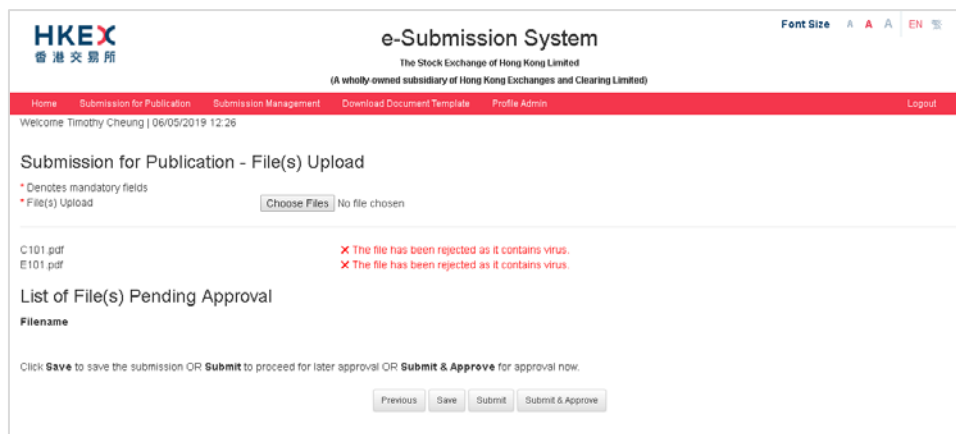 HKEX
香港交易所
e-Submission System
The Stock Exchange of Hong Kong Limited
(A wholly-owned subsidiary of Hong Kong Exchanges and Clearing Limited)
Font Size A A A EN 繁
Home Submission for Publication Submission Management Download Document Template Profile Admin Logout
Welcome Timothy Cheung | 06/05/2019 12:26
Submission for Publication - File(s) Upload
* Denotes mandatory fields
* File(s) Upload Choose Files No file chosen
C101.pdf ✗ The file has been rejected as it contains virus.
E101.pdf ✗ The file has been rejected as it contains virus.
List of File(s) Pending Approval
Filename
Click Save to save the submission OR Submit to proceed for later approval OR Submit & Approve for approval now.
Previous Save Submit Submit & Approve